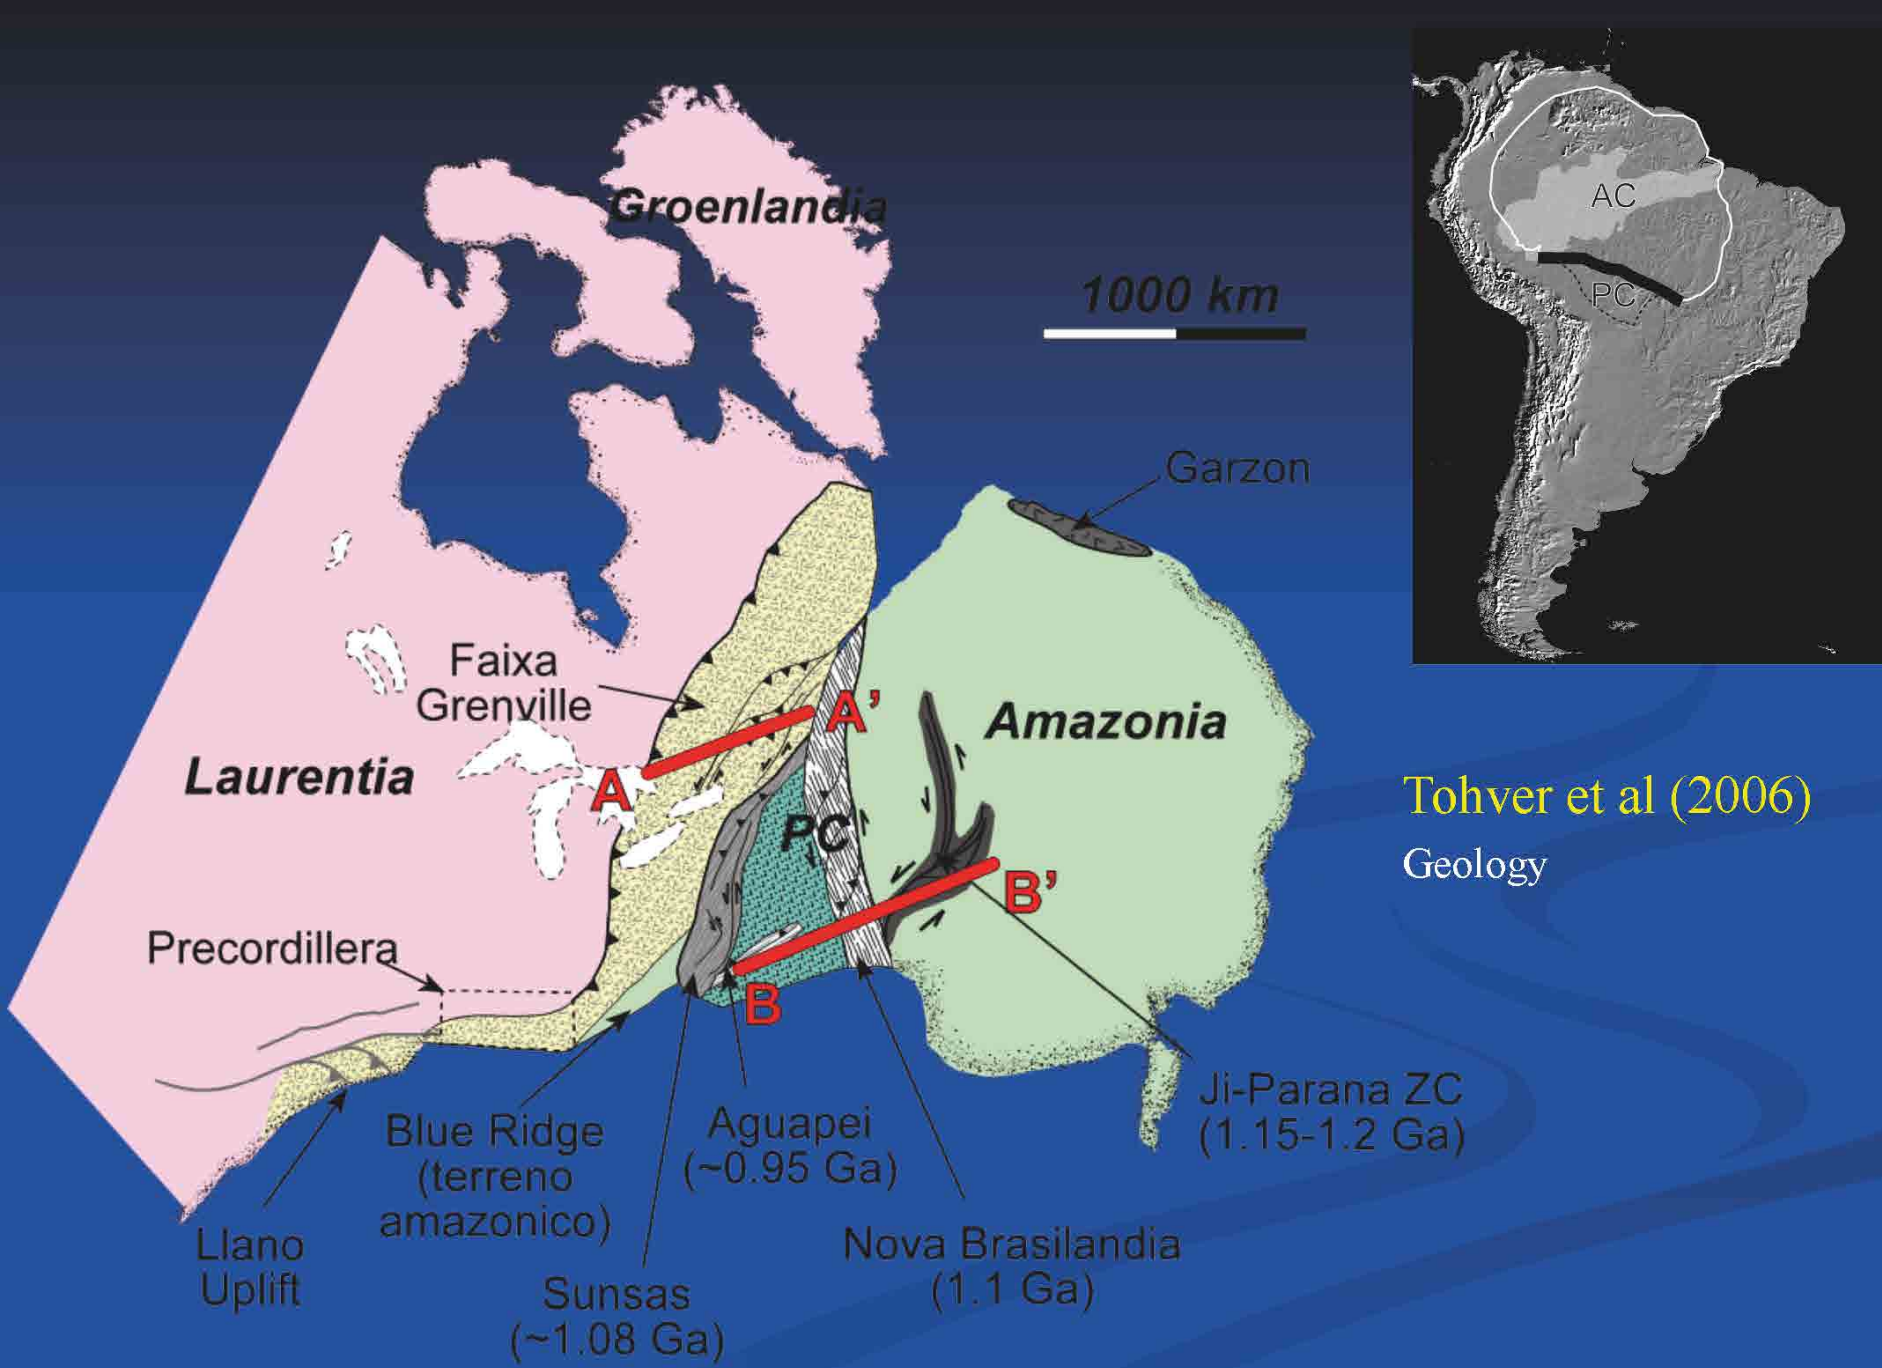 Groenlandia
1000 km
AC
PC
Garzon
Faixa
Grenville
A'
Amazonia
Laurentia
A
PC
Tohver et al (2006)
Geology
B'
Precordillera
B
Ji-Parana ZC
(1.15-1.2 Ga)
Blue Ridge
(terreno
amazonico)
Aguapei
(~0.95 Ga)
Llano
Uplift
Nova Brasilandia
(1.1 Ga)
Sunsas
(~1.08 Ga)